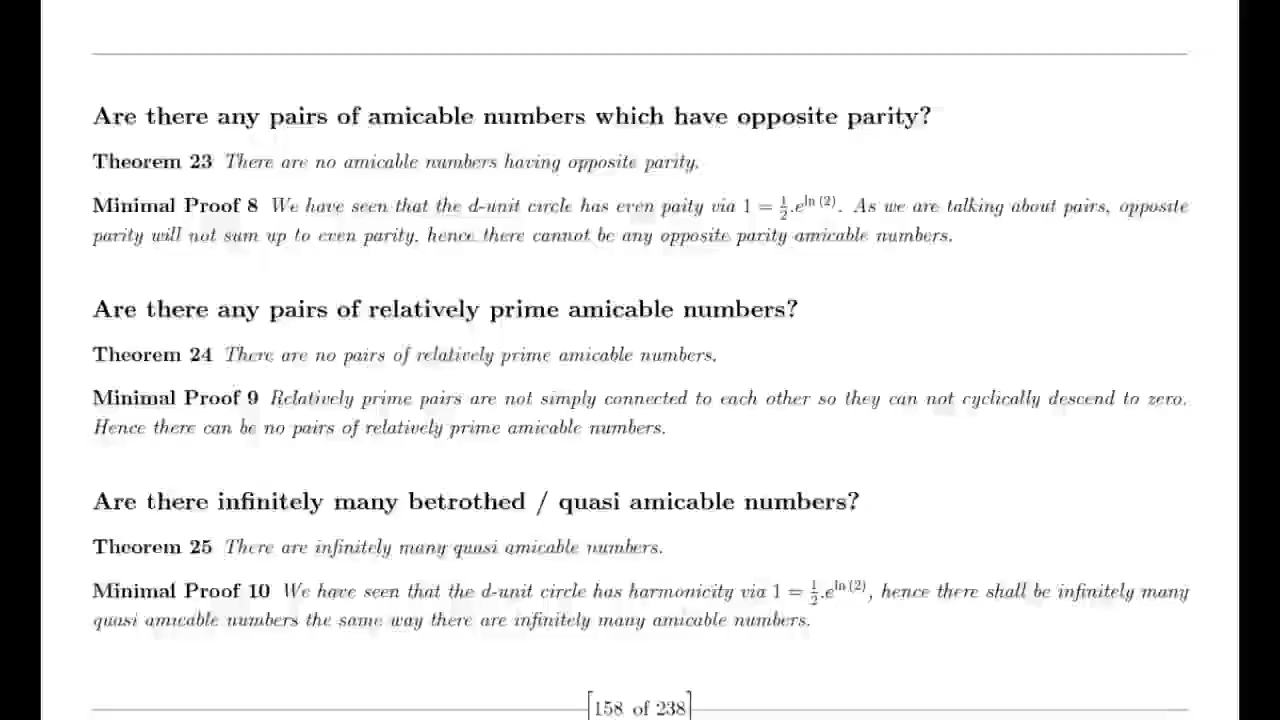 Are there any pairs of amicable numbers which have opposite parity?
Theorem 23 There are no amicable numbers having opposite parity.
Minimal Proof 8 We have seen that the d-unit circle has even paity via 1 = 1/2.e^ln (2). As we are talking about pairs, opposite
parity will not sum up to even parity. hence there cannot be any opposite parity amicable numbers.
Are there any pairs of relatively prime amicable numbers?
Theorem 24 There are no pairs of relatively prime amicable numbers.
Minimal Proof 9 Relatively prime pairs are not simply connected to each other so they can not cyclically descend to zero.
Hence there can be no pairs of relatively prime amicable numbers.
Are there infinitely many betrothed / quasi amicable numbers?
Theorem 25 There are infinitely many quasi amicable numbers.
Minimal Proof 10 We have seen that the d-unit circle has harmonicity via 1 = 1/2.e^ln (2), hence there shall be infinitely many
quasi amicable numbers the same way there are infinitely many amicable numbers.
[158 of 238]